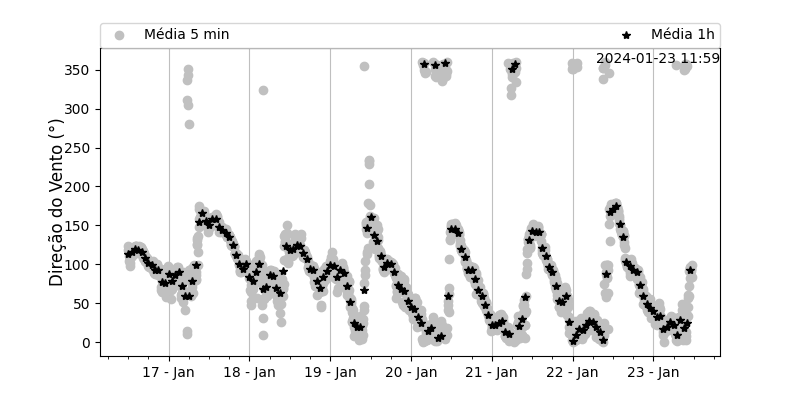 Média 5 min
Média 1h
2024-01-23 11:59
Direção do Vento (°)
350
300
250
200
150
100
50
0
17 - Jan
18 - Jan
19 - Jan
20 - Jan
21 - Jan
22 - Jan
23 - Jan